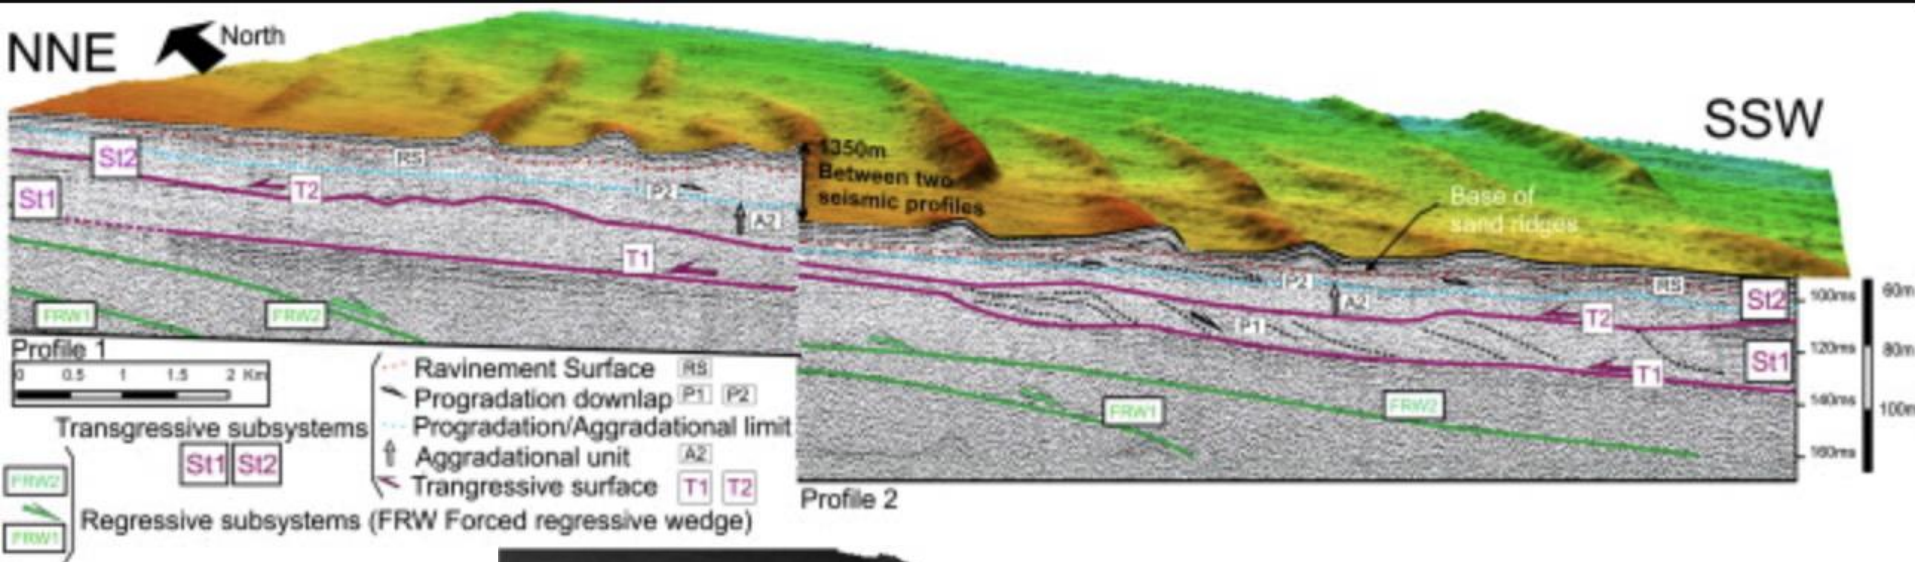 NNE
North
SSW
St2
RS
T2
P2
A2
St1
T1
1350m
Between two
seismic profiles
Base of
sand ridges
P2
A2
RS
St2
T2
P1
St1
T1
FRW1
FRW2
FRW1
FRW2
100ms
120ms
140ms
160ms
60m
80m
100m
Profile 1
0 0.5 1 1.5 2 Km
Profile 2
Ravinement Surface RS
Progradation downlap P1 P2
Progradation/Aggradational limit
Aggradational unit A2
Trangressive surface T1 T2
Transgressive subsystems
St1 St2
FRW2
FRW1
Regressive subsystems (FRW Forced regressive wedge)